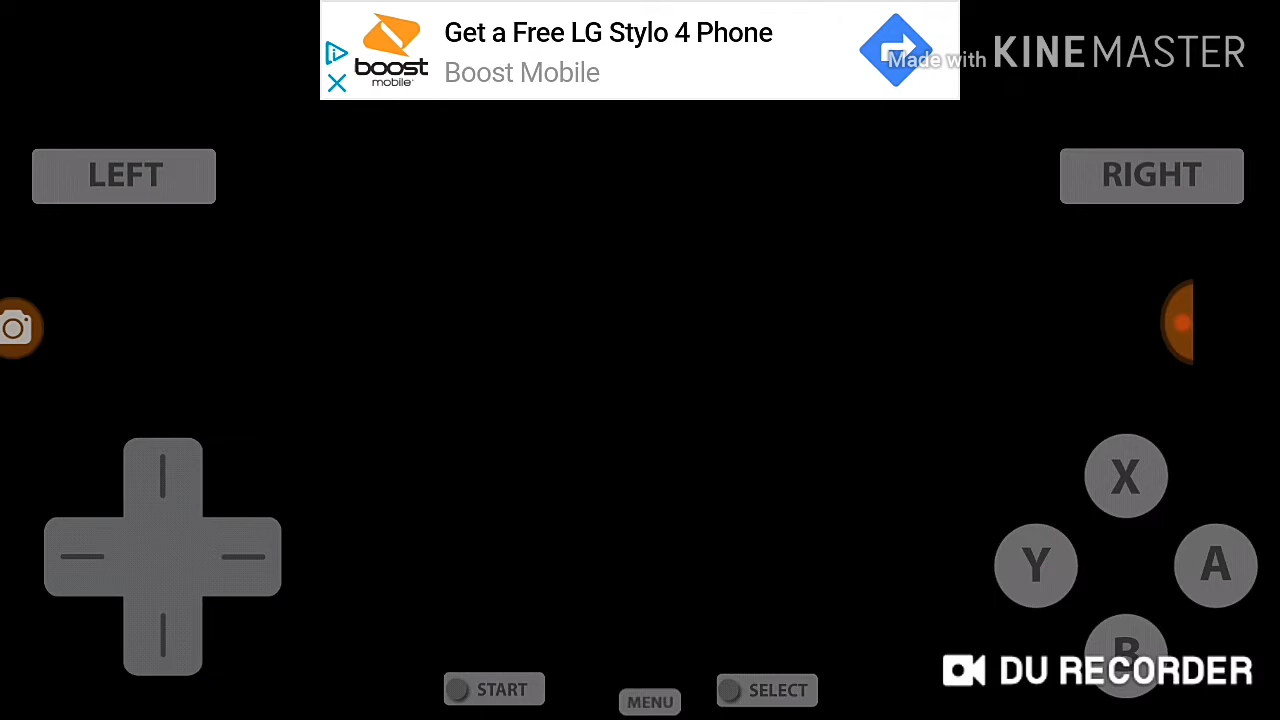 Get a Free LG Stylo 4 Phone
boost
mobile
Boost Mobile
Made with KINEMASTER
LEFT
RIGHT
X
Y
A
B
DU RECORDER
START
MENU
SELECT